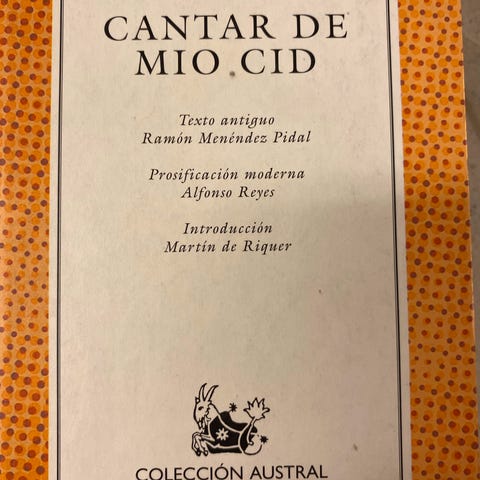 CANTAR DE
MIO CID
Texto antiguo
Ramón Menéndez Pidal
Prosificación moderna
Alfonso Reyes
Introducción
Martín de Riquer
COLECCIÓN AUSTRAL